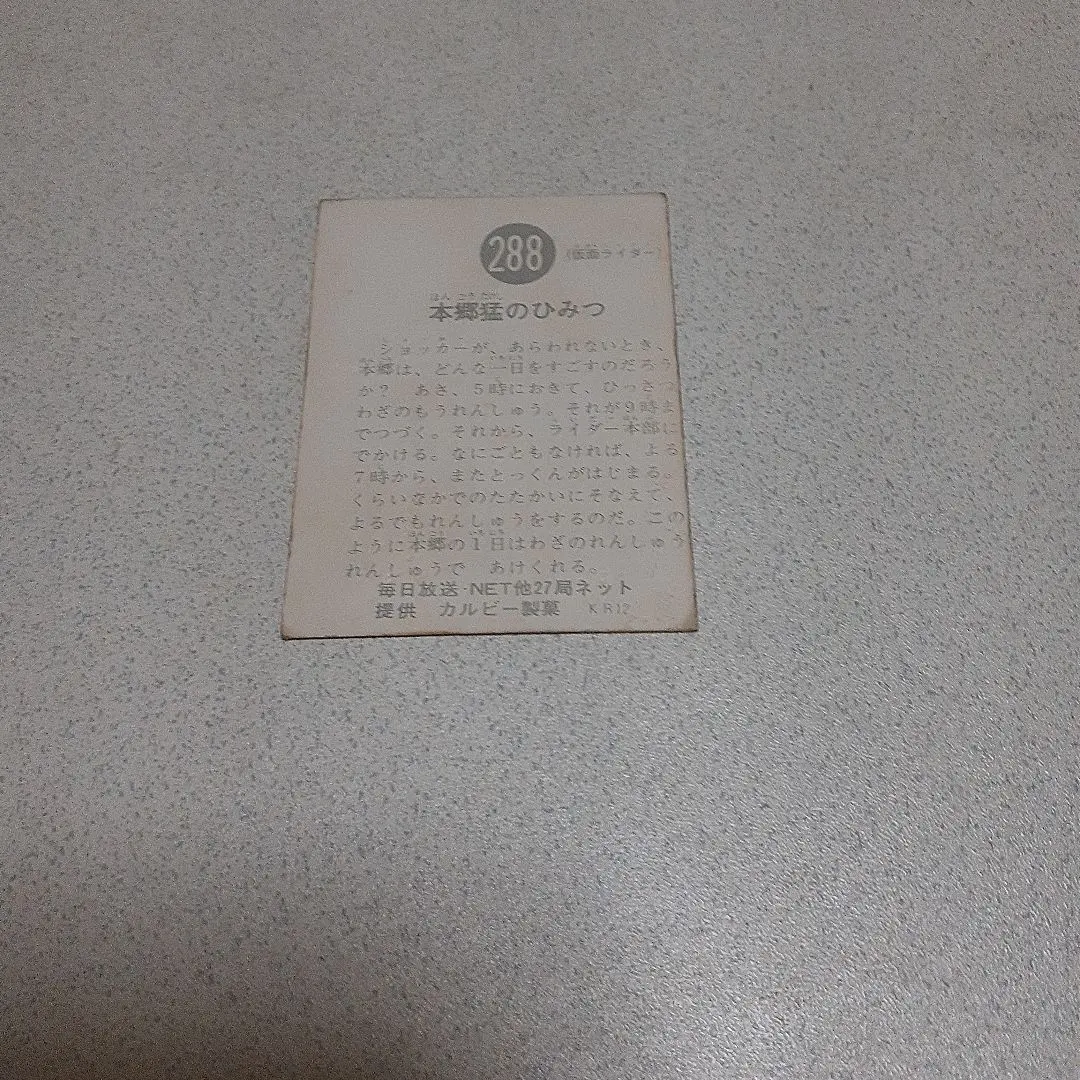 288 (仮面ライダー)
本郷猛のひみつ
ショッカーが、あらわれないとき、
本郷は、どんな一日をすごすのだろう
か？ あさ、5時におきて、ひっさつ
わざのもうれんしゅう。それが9時ま
でつづく。それから、ライダー本部に
でかける。なにごともなければ、よる
7時から、またとっくんがはじまる。
くらいなかでのたたかいにそなえて、
よるでもれんしゅうをするのだ。この
ように本郷の1日はわざのれんしゅう
れんしゅうで あけくれる。
毎日放送・NET他27局ネット
提供 カルビー製菓 KR12